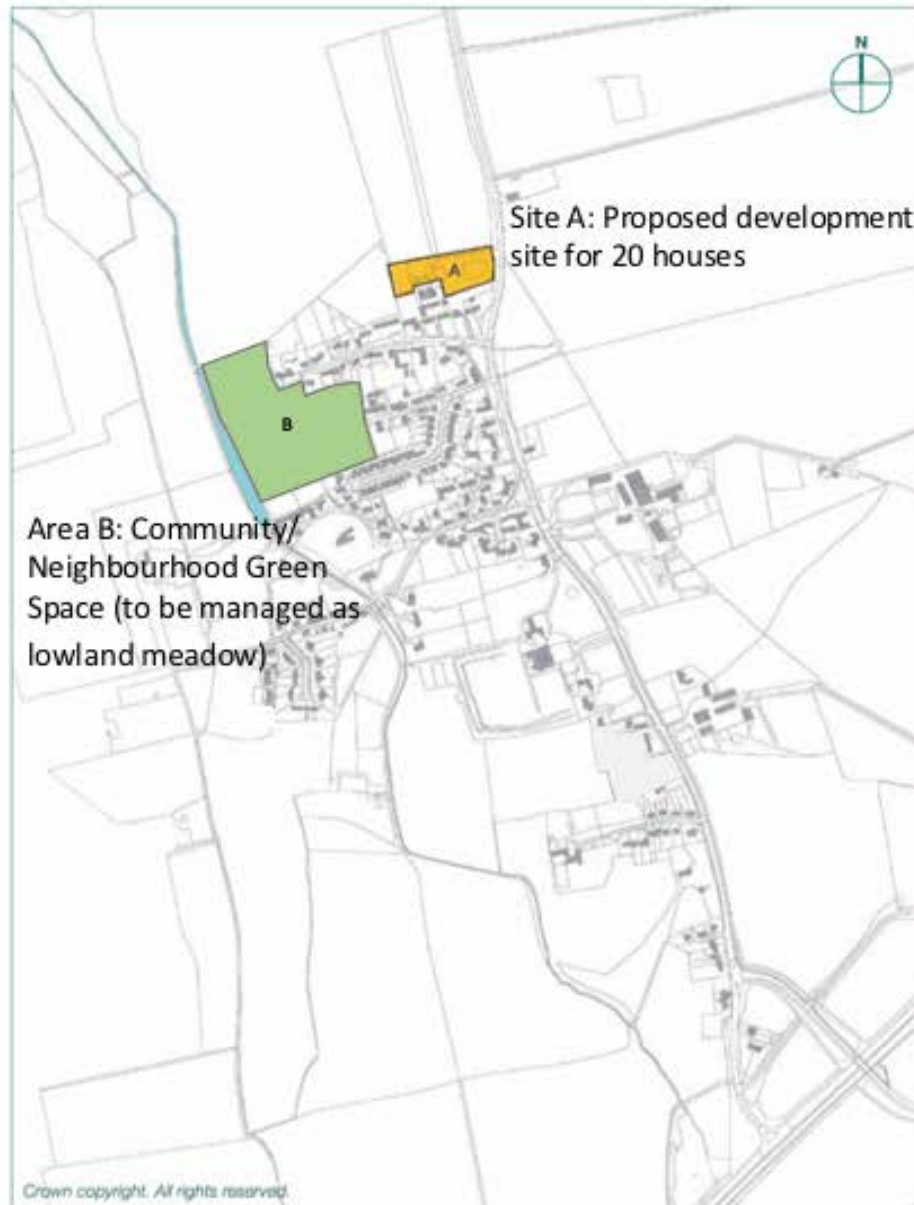 N
Site A: Proposed development
site for 20 houses
A
B
Area B: Community/
Neighbourhood Green
Space (to be managed as
lowland meadow)
Crown copyright. All rights reserved.